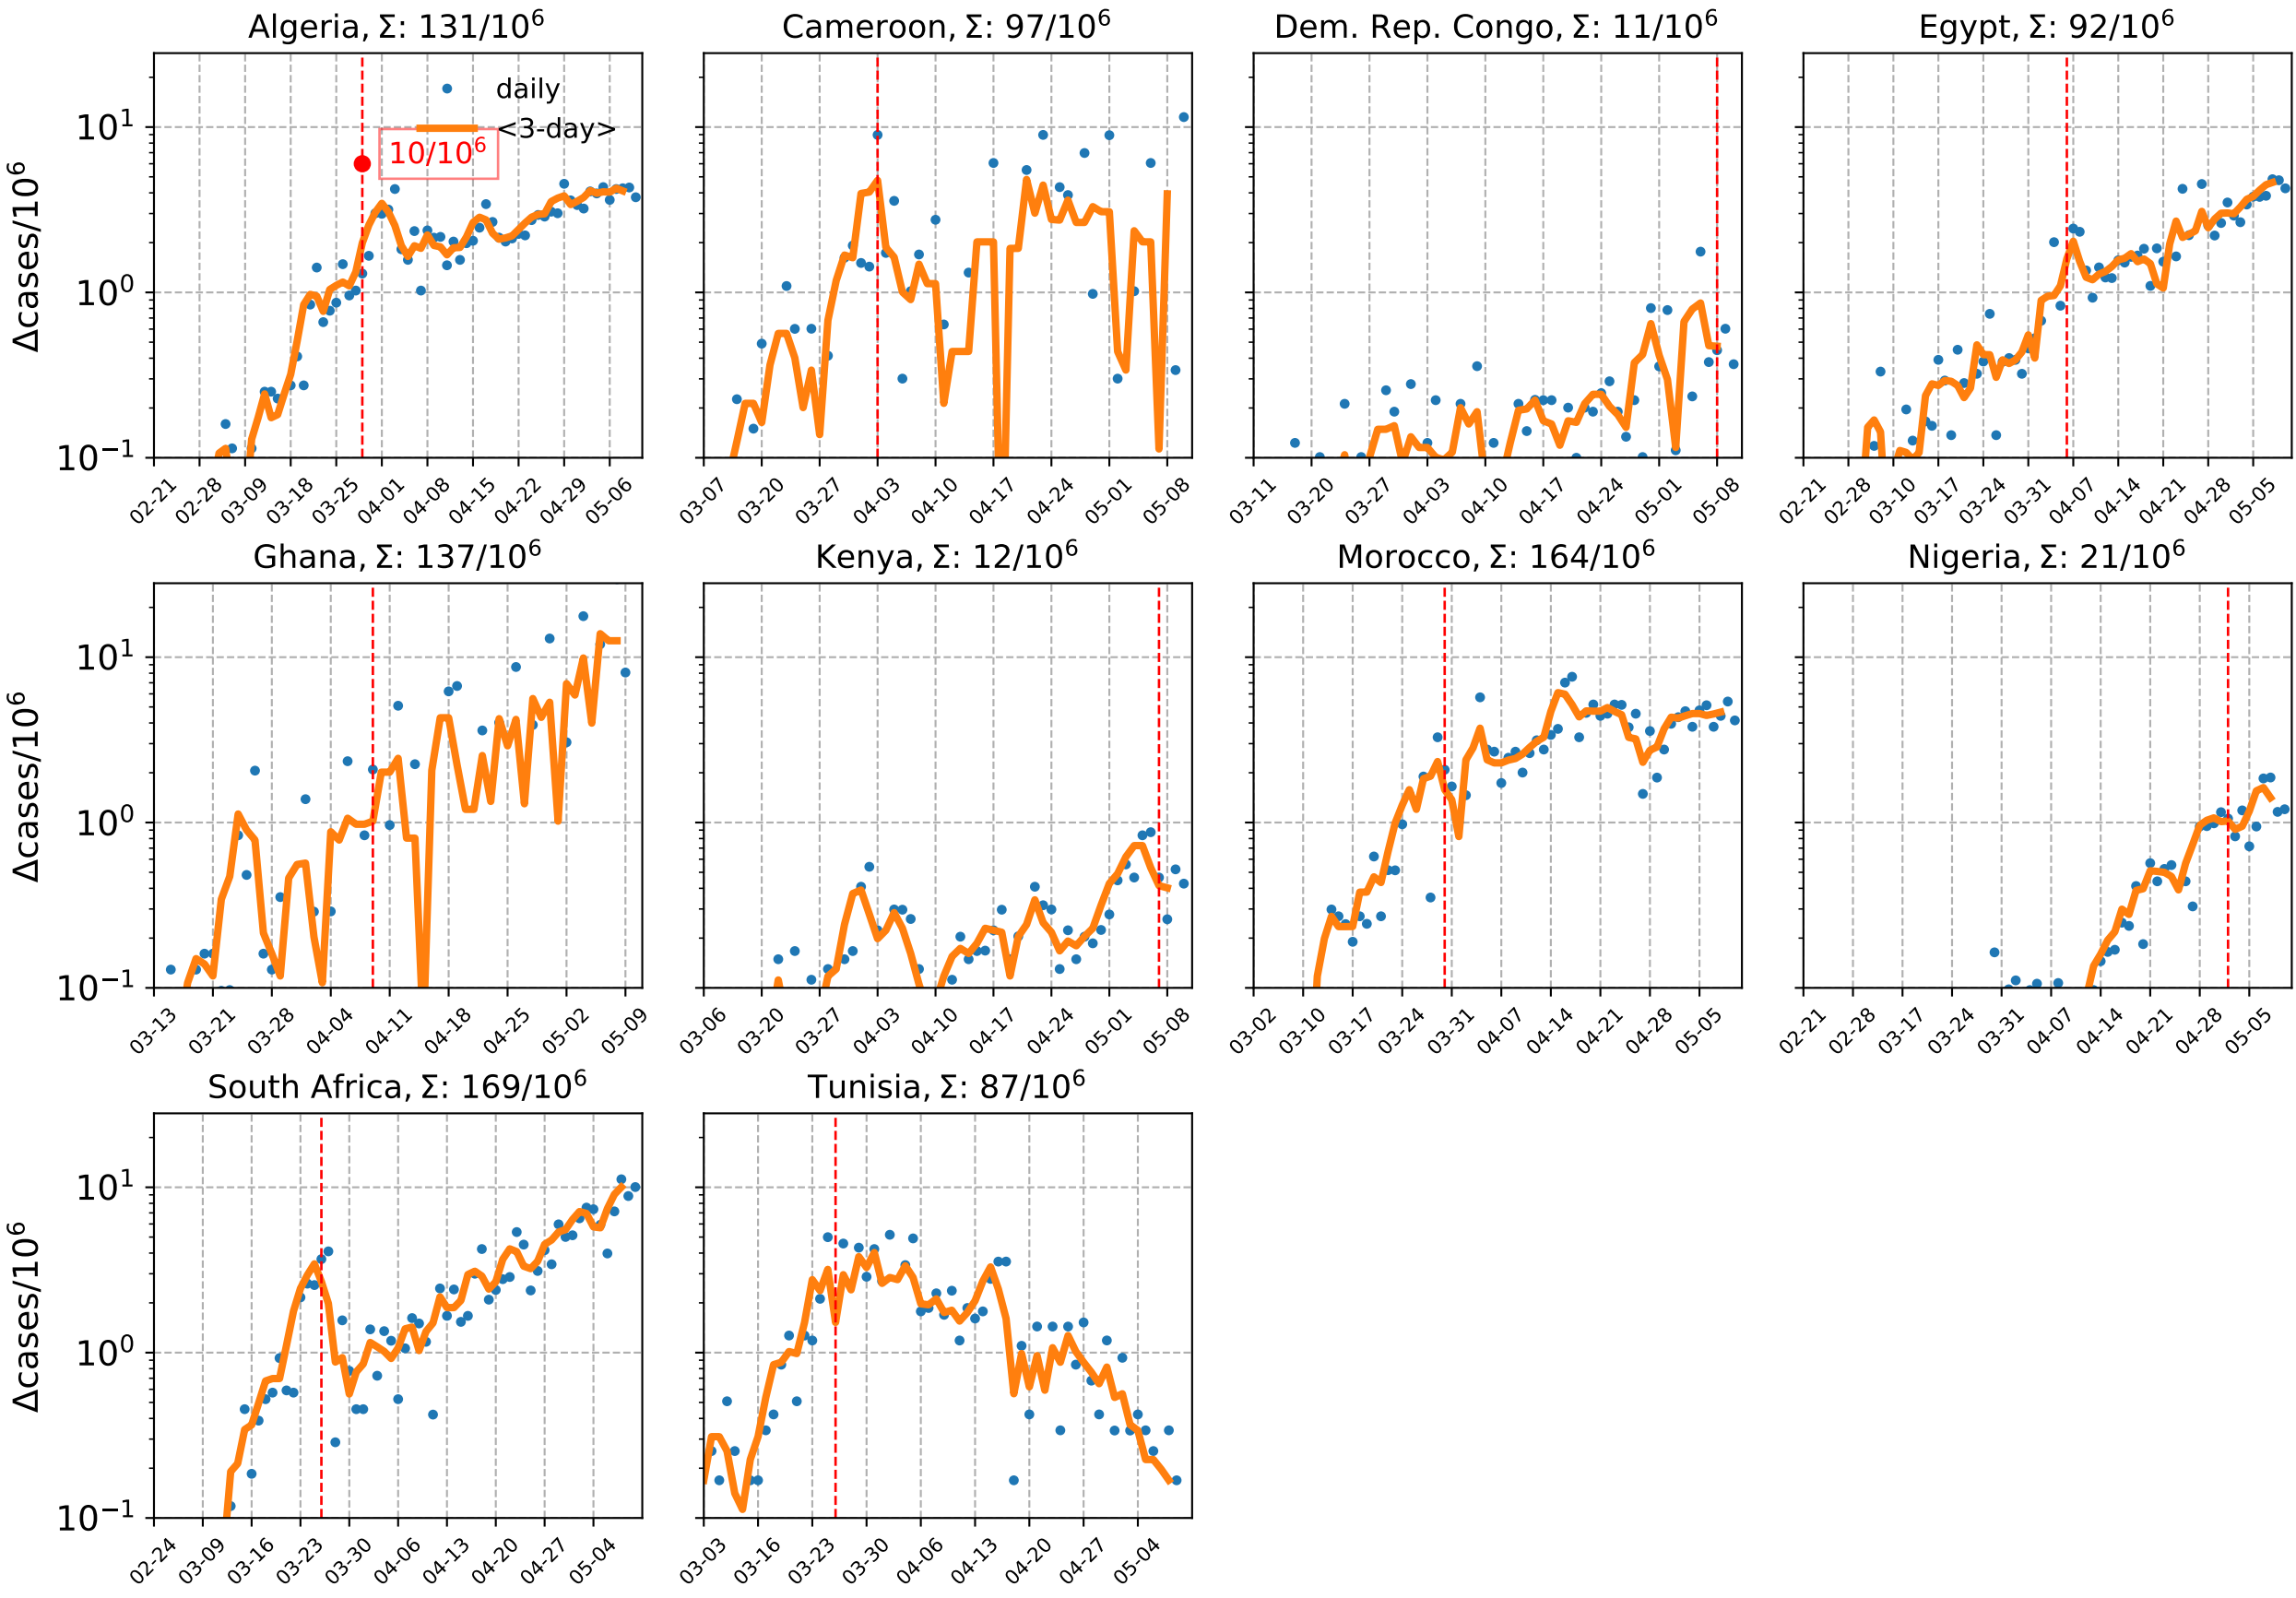 Algeria, Σ: 131/10⁶
Cameroon, Σ: 97/10⁶
Dem. Rep. Congo, Σ: 11/10⁶
Egypt, Σ: 92/10⁶
Δcases/10⁶
10¹
10⁰
10⁻¹
daily
<3-day>
10/10⁶
02-21 02-28 03-09 03-18 03-25 04-01 04-08 04-15 04-22 04-29 05-06
03-07 03-20 03-27 04-03 04-10 04-17 04-24 05-01 05-08
03-11 03-20 03-27 04-03 04-10 04-17 04-24 05-01 05-08
02-21 02-28 03-10 03-17 03-24 03-31 04-07 04-14 04-21 04-28 05-05
Ghana, Σ: 137/10⁶
Kenya, Σ: 12/10⁶
Morocco, Σ: 164/10⁶
Nigeria, Σ: 21/10⁶
Δcases/10⁶
10¹
10⁰
10⁻¹
03-13 03-21 03-28 04-04 04-11 04-18 04-25 05-02 05-09
03-06 03-20 03-27 04-03 04-10 04-17 04-24 05-01 05-08
03-02 03-10 03-17 03-24 03-31 04-07 04-14 04-21 04-28 05-05
02-21 02-28 03-17 03-24 03-31 04-07 04-14 04-21 04-28 05-05
South Africa, Σ: 169/10⁶
Tunisia, Σ: 87/10⁶
Δcases/10⁶
10¹
10⁰
10⁻¹
02-24 03-09 03-16 03-23 03-30 04-06 04-13 04-20 04-27 05-04
03-03 03-16 03-23 03-30 04-06 04-13 04-20 04-27 05-04